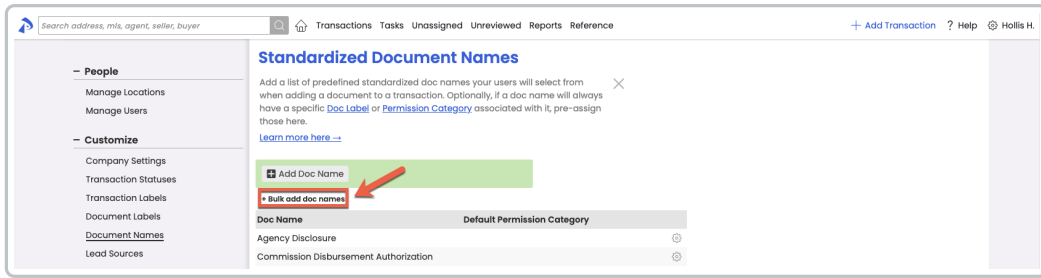 Search address, mls, agent, seller, buyer
Transactions Tasks Unassigned Unreviewed Reports Reference
+ Add Transaction ? Help Hollis H.
– People
Manage Locations
Manage Users
– Customize
Company Settings
Transaction Statuses
Transaction Labels
Document Labels
Document Names
Lead Sources
Standardized Document Names
Add a list of predefined standardized doc names your users will select from
when adding a document to a transaction. Optionally, if a doc name will always
have a specific Doc Label or Permission Category associated with it, pre-assign
those here.
Learn more here →
+ Add Doc Name
+ Bulk add doc names
Doc Name Default Permission Category
Agency Disclosure
Commission Disbursement Authorization